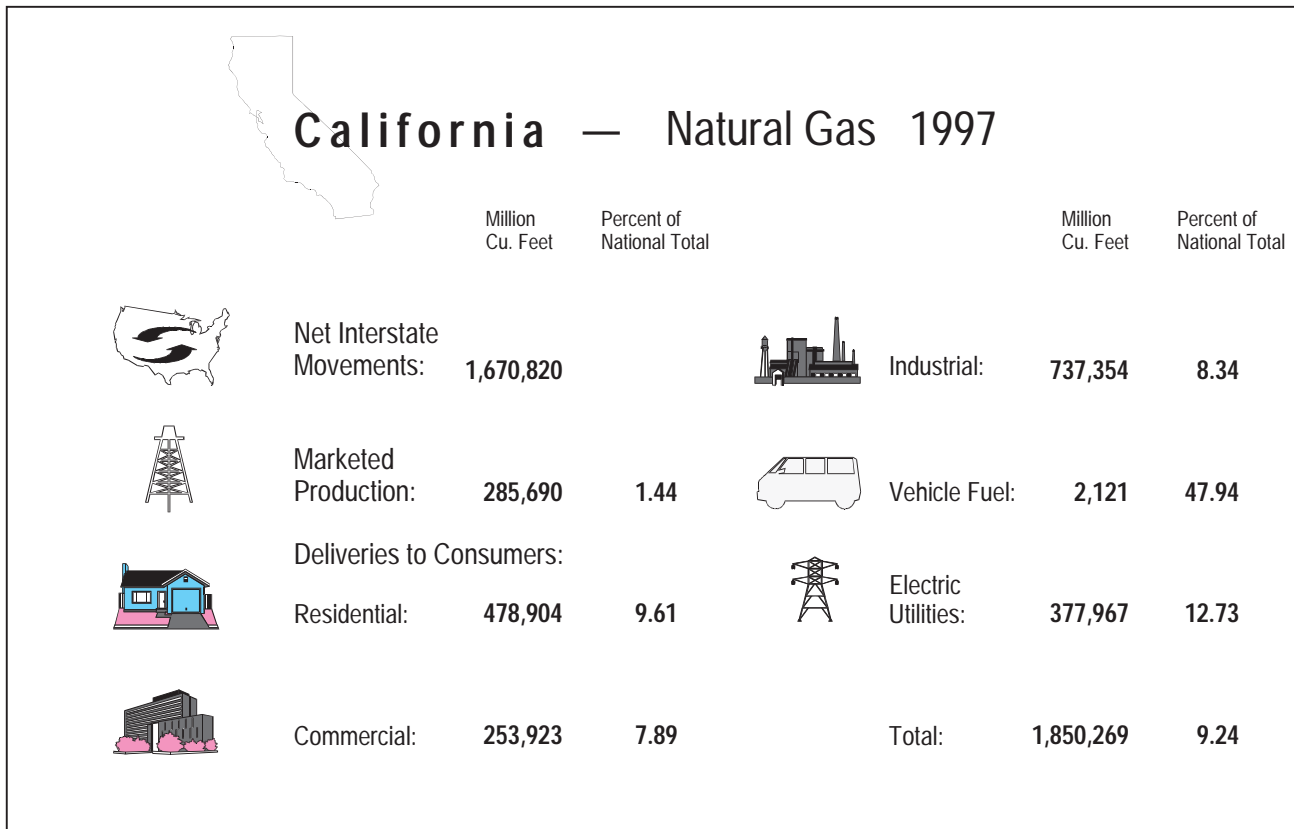 California — Natural Gas 1997
Million Cu. Feet
Percent of National Total
Million Cu. Feet
Percent of National Total
Net Interstate
Movements: 1,670,820
Marketed
Production: 285,690 1.44
Deliveries to Consumers:
Residential: 478,904 9.61
Commercial: 253,923 7.89
Industrial: 737,354 8.34
Vehicle Fuel: 2,121 47.94
Electric
Utilities: 377,967 12.73
Total: 1,850,269 9.24